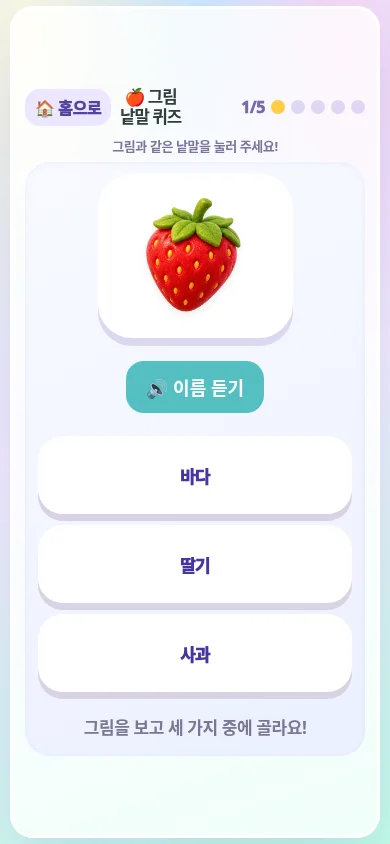 🏠 홈으로
🍎 그림
낱말 퀴즈
1/5
그림과 같은 낱말을 눌러 주세요!
🔊 이름 듣기
바다
딸기
사과
그림을 보고 세 가지 중에 골라요!